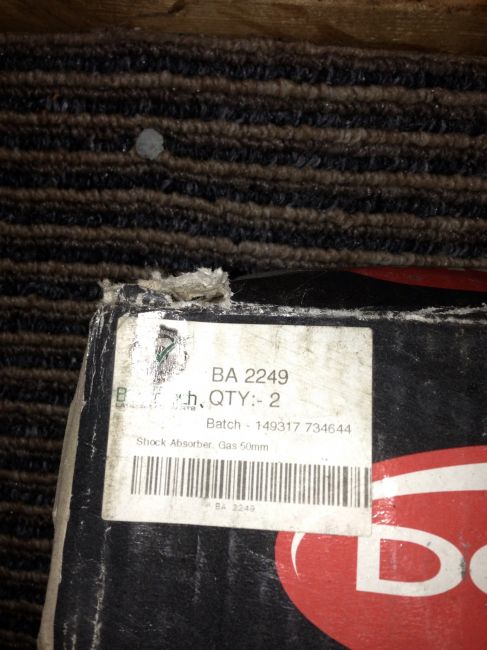 BA 2249
QTY:- 2
Batch - 149317 734644
Shock Absorber. Gas 50mm
BA 2249